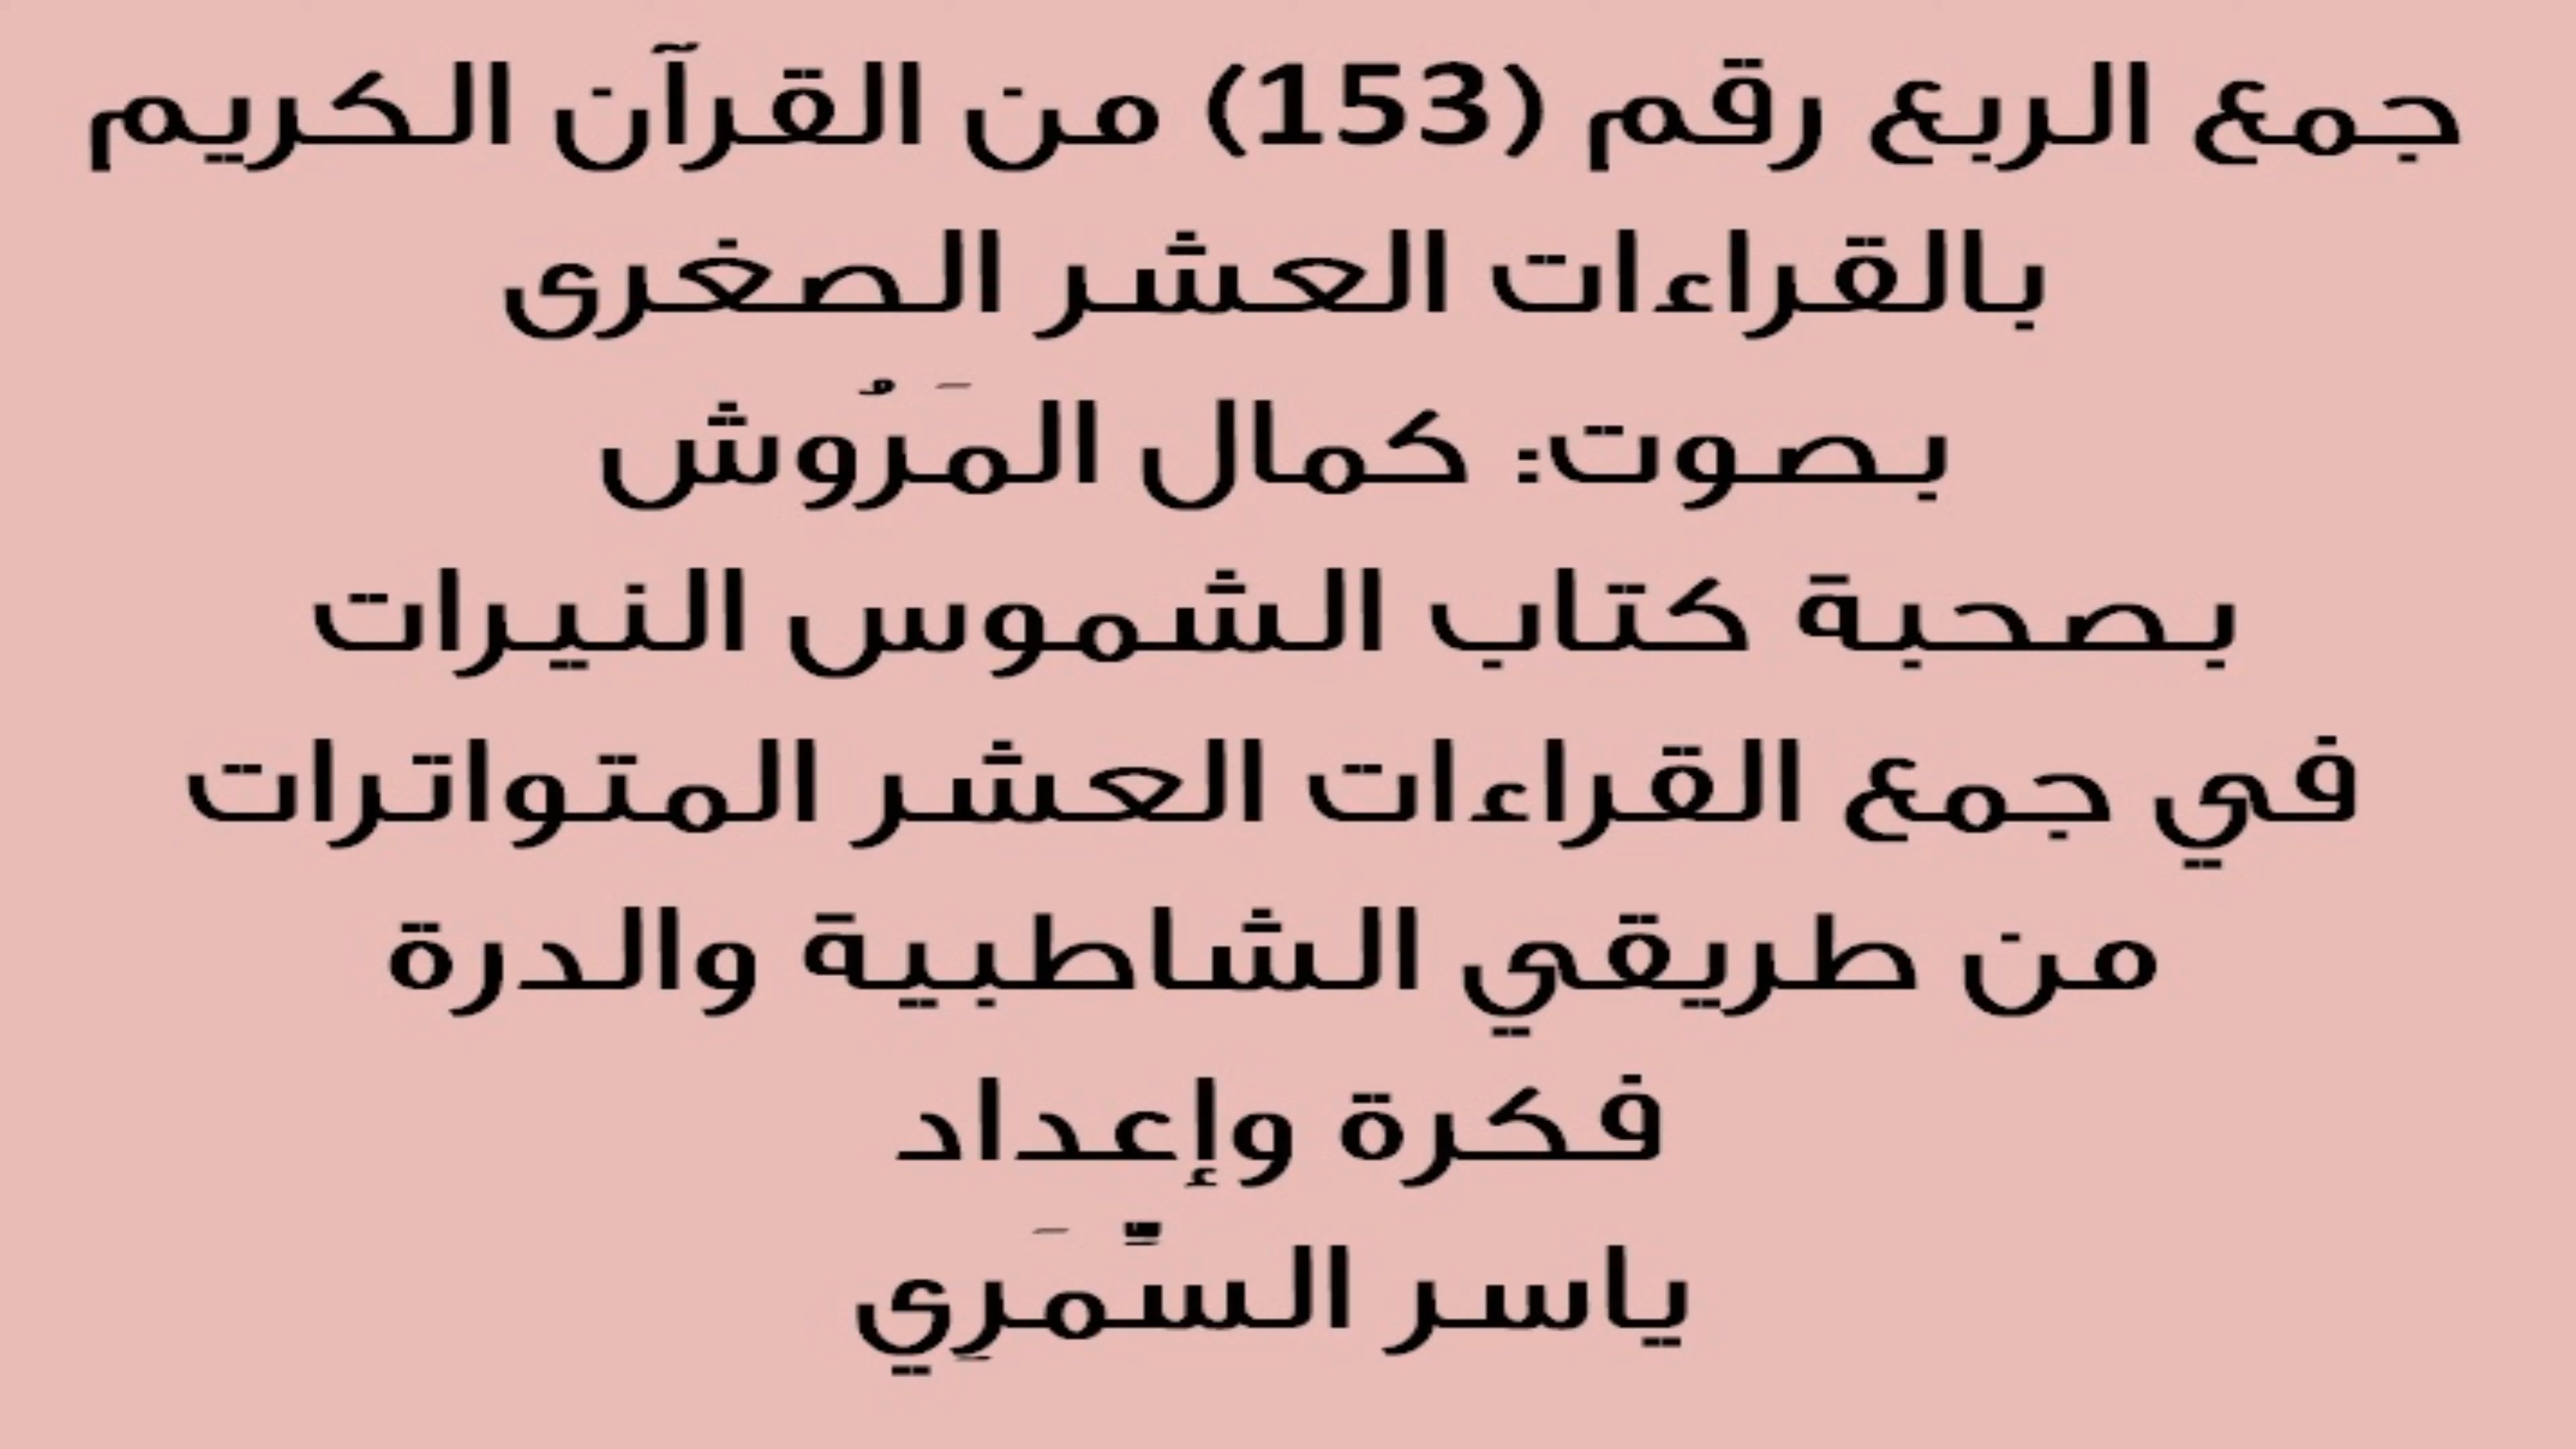 جمع الربع رقم (153) من القرآن الكريم
بالقراءات العشر الصغرى
بصوت: كمال المَرُوش
بصحبة كتاب الشموس النيرات
في جمع القراءات العشر المتواترات
من طريقي الشاطبية والدرة
فكرة وإعداد
ياسر السَّمَرِي